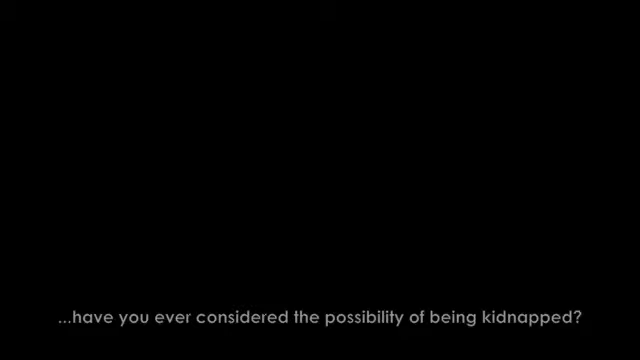 ...have you ever considered the possibility of being kidnapped?